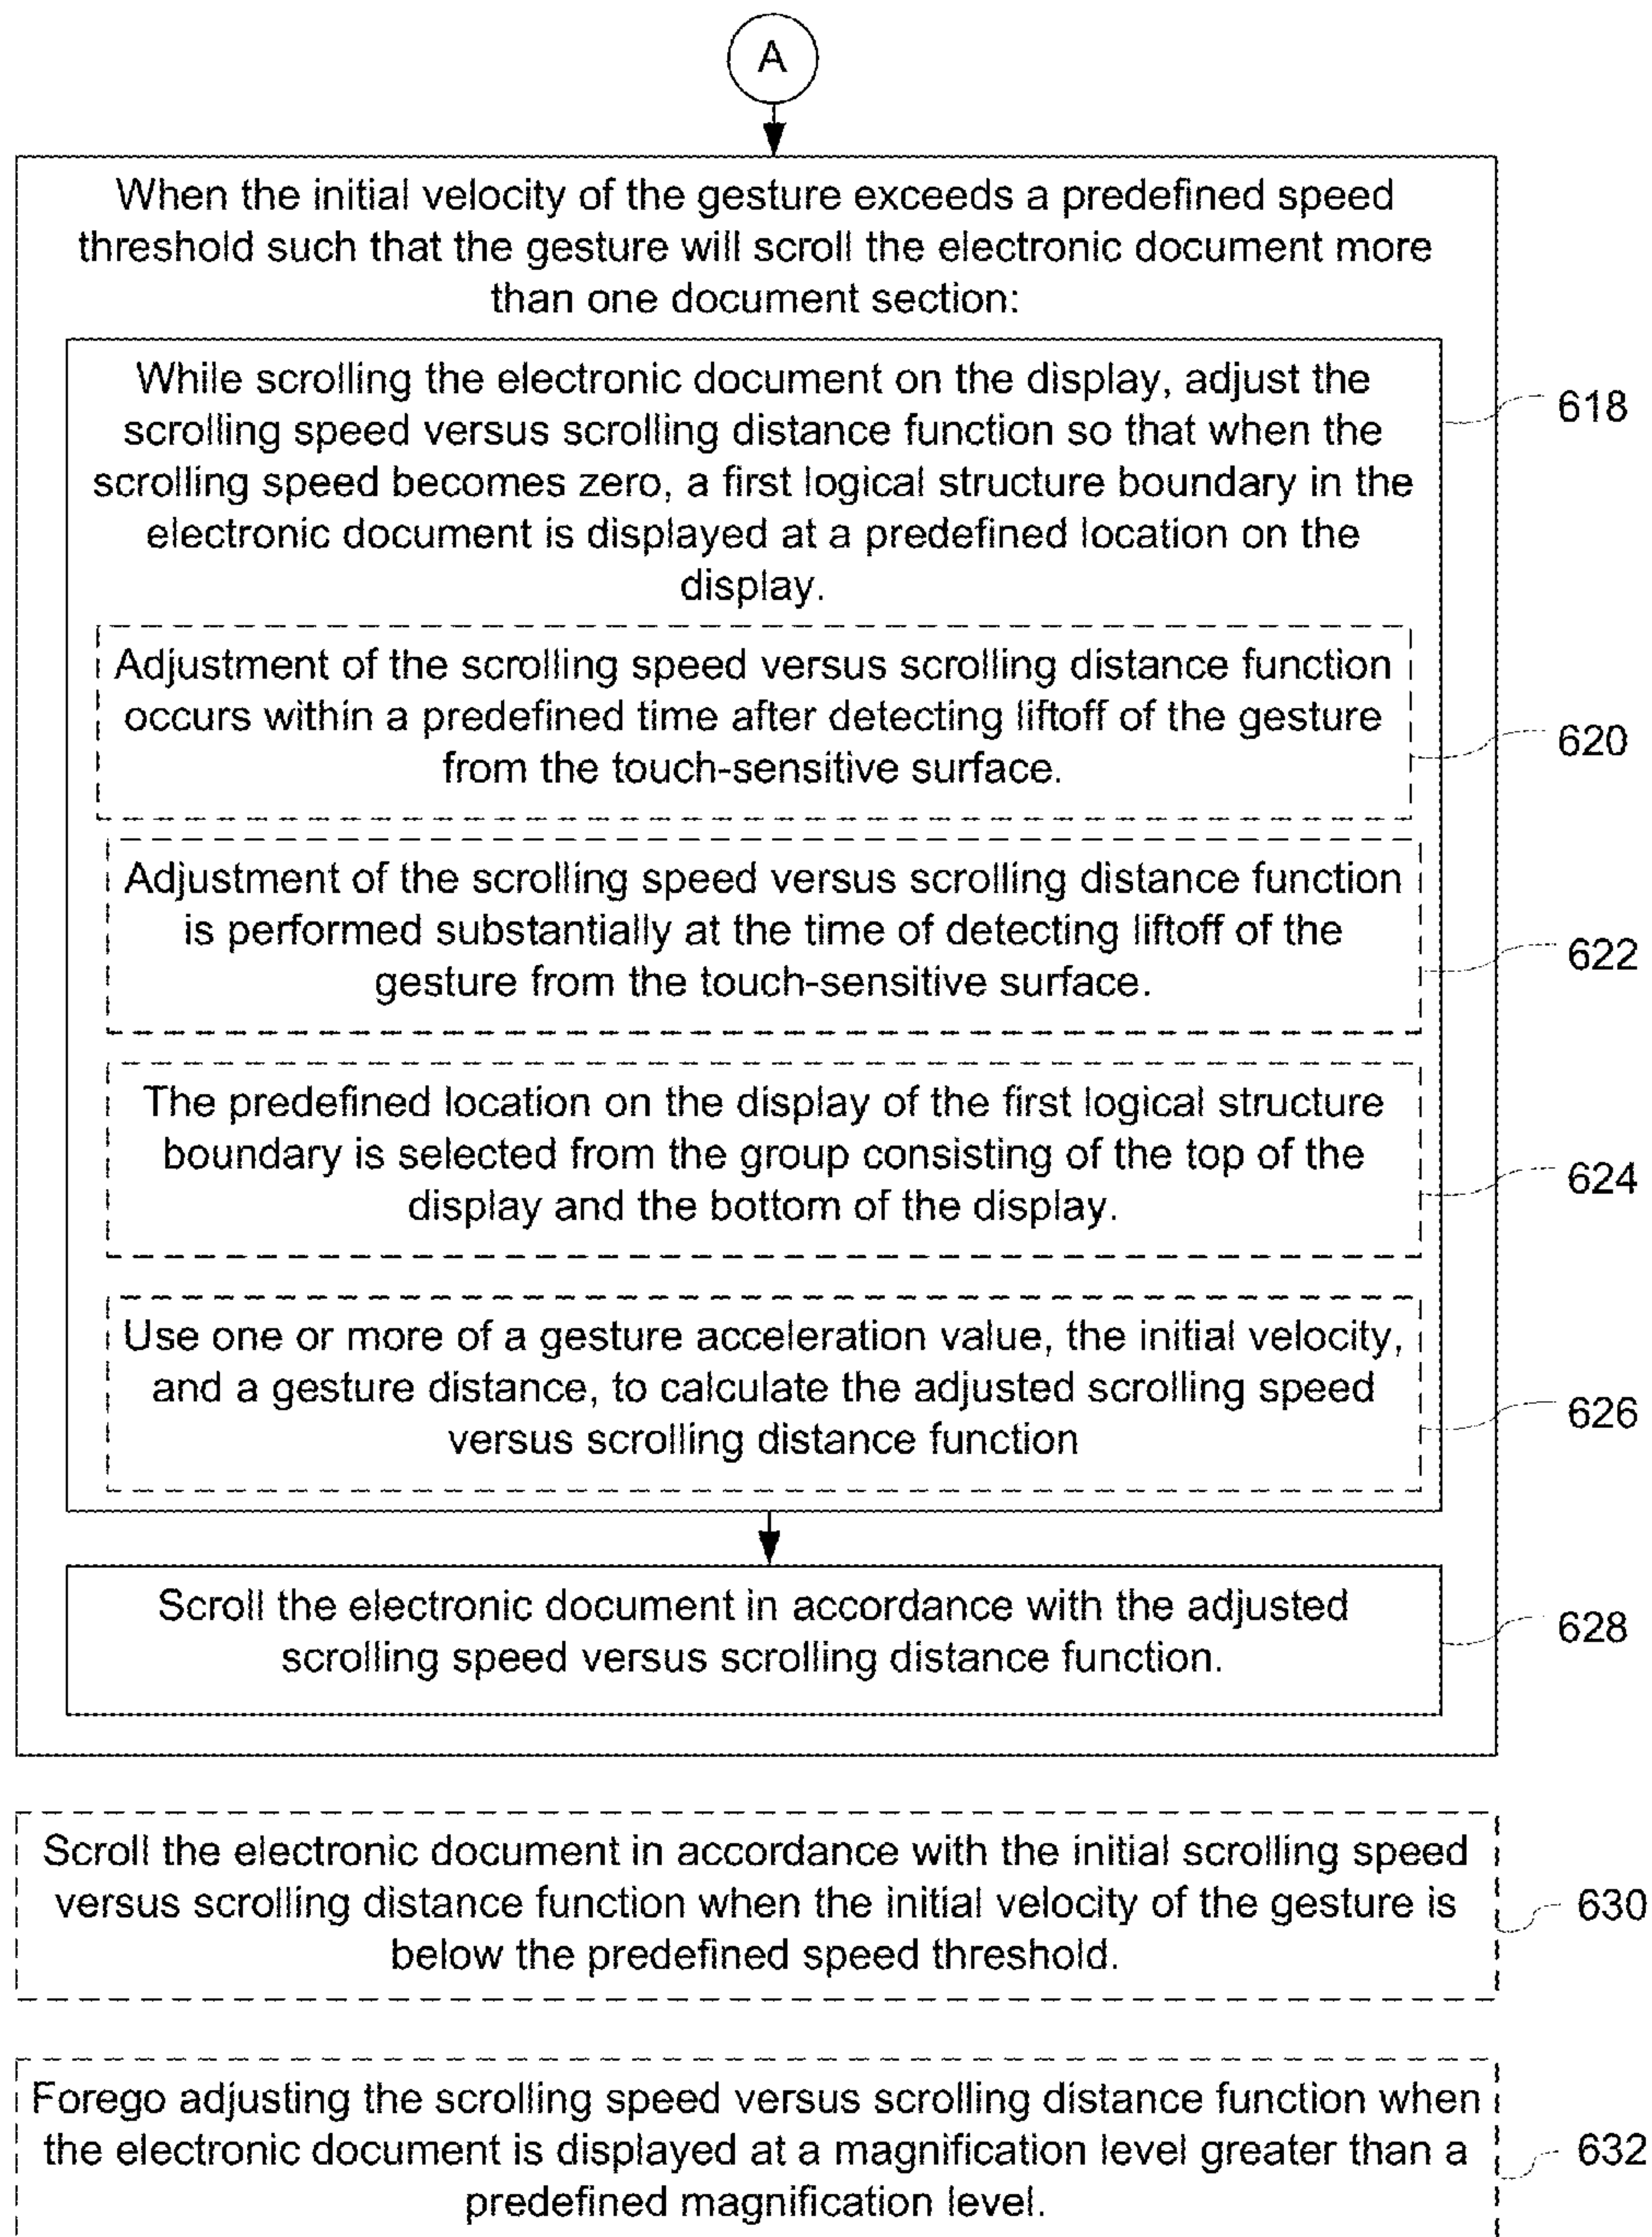 A
When the initial velocity of the gesture exceeds a predefined speed
threshold such that the gesture will scroll the electronic document more
than one document section:
While scrolling the electronic document on the display, adjust the
scrolling speed versus scrolling distance function so that when the
scrolling speed becomes zero, a first logical structure boundary in the
electronic document is displayed at a predefined location on the
display.
618
Adjustment of the scrolling speed versus scrolling distance function
occurs within a predefined time after detecting liftoff of the gesture
from the touch-sensitive surface.
620
Adjustment of the scrolling speed versus scrolling distance function
is performed substantially at the time of detecting liftoff of the
gesture from the touch-sensitive surface.
622
The predefined location on the display of the first logical structure
boundary is selected from the group consisting of the top of the
display and the bottom of the display.
624
Use one or more of a gesture acceleration value, the initial velocity,
and a gesture distance, to calculate the adjusted scrolling speed
versus scrolling distance function
626
Scroll the electronic document in accordance with the adjusted
scrolling speed versus scrolling distance function.
628
Scroll the electronic document in accordance with the initial scrolling speed
versus scrolling distance function when the initial velocity of the gesture is
below the predefined speed threshold.
630
Forego adjusting the scrolling speed versus scrolling distance function when
the electronic document is displayed at a magnification level greater than a
predefined magnification level.
632